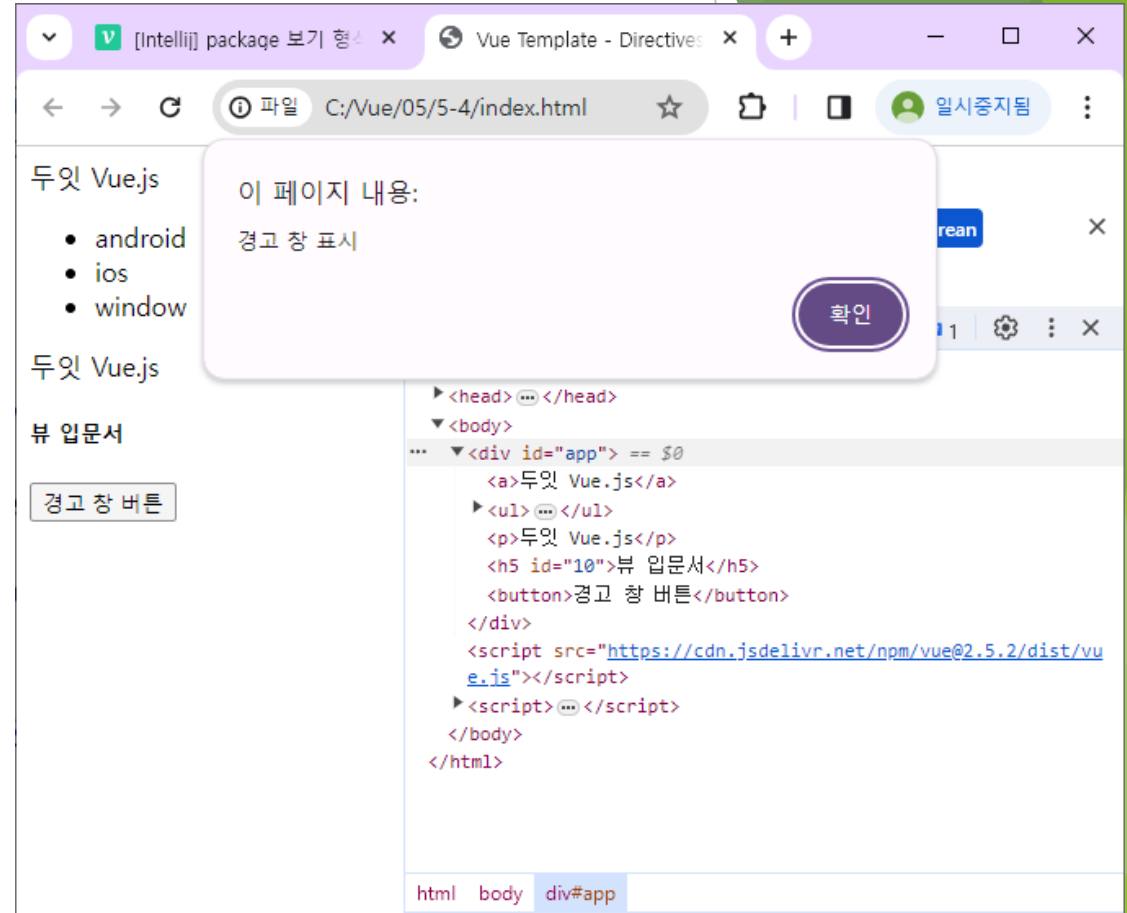 [Intellij] package 보기 형식
Vue Template - Directives
파일 C:/Vue/05/5-4/index.html 일시중지됨
이 페이지 내용:
경고 창 표시
확인
두잇 Vue.js
android
ios
window
두잇 Vue.js
뷰 입문서
경고 창 버튼
rean
1
<head>…</head>
<body>
… <div id="app"> == $0
<a>두잇 Vue.js</a>
<ul>…</ul>
<p>두잇 Vue.js</p>
<h5 id="10">뷰 입문서</h5>
<button>경고 창 버튼</button>
</div>
<script src="https://cdn.jsdelivr.net/npm/vue@2.5.2/dist/vu
e.js"></script>
<script>…</script>
</body>
</html>
html body div#app